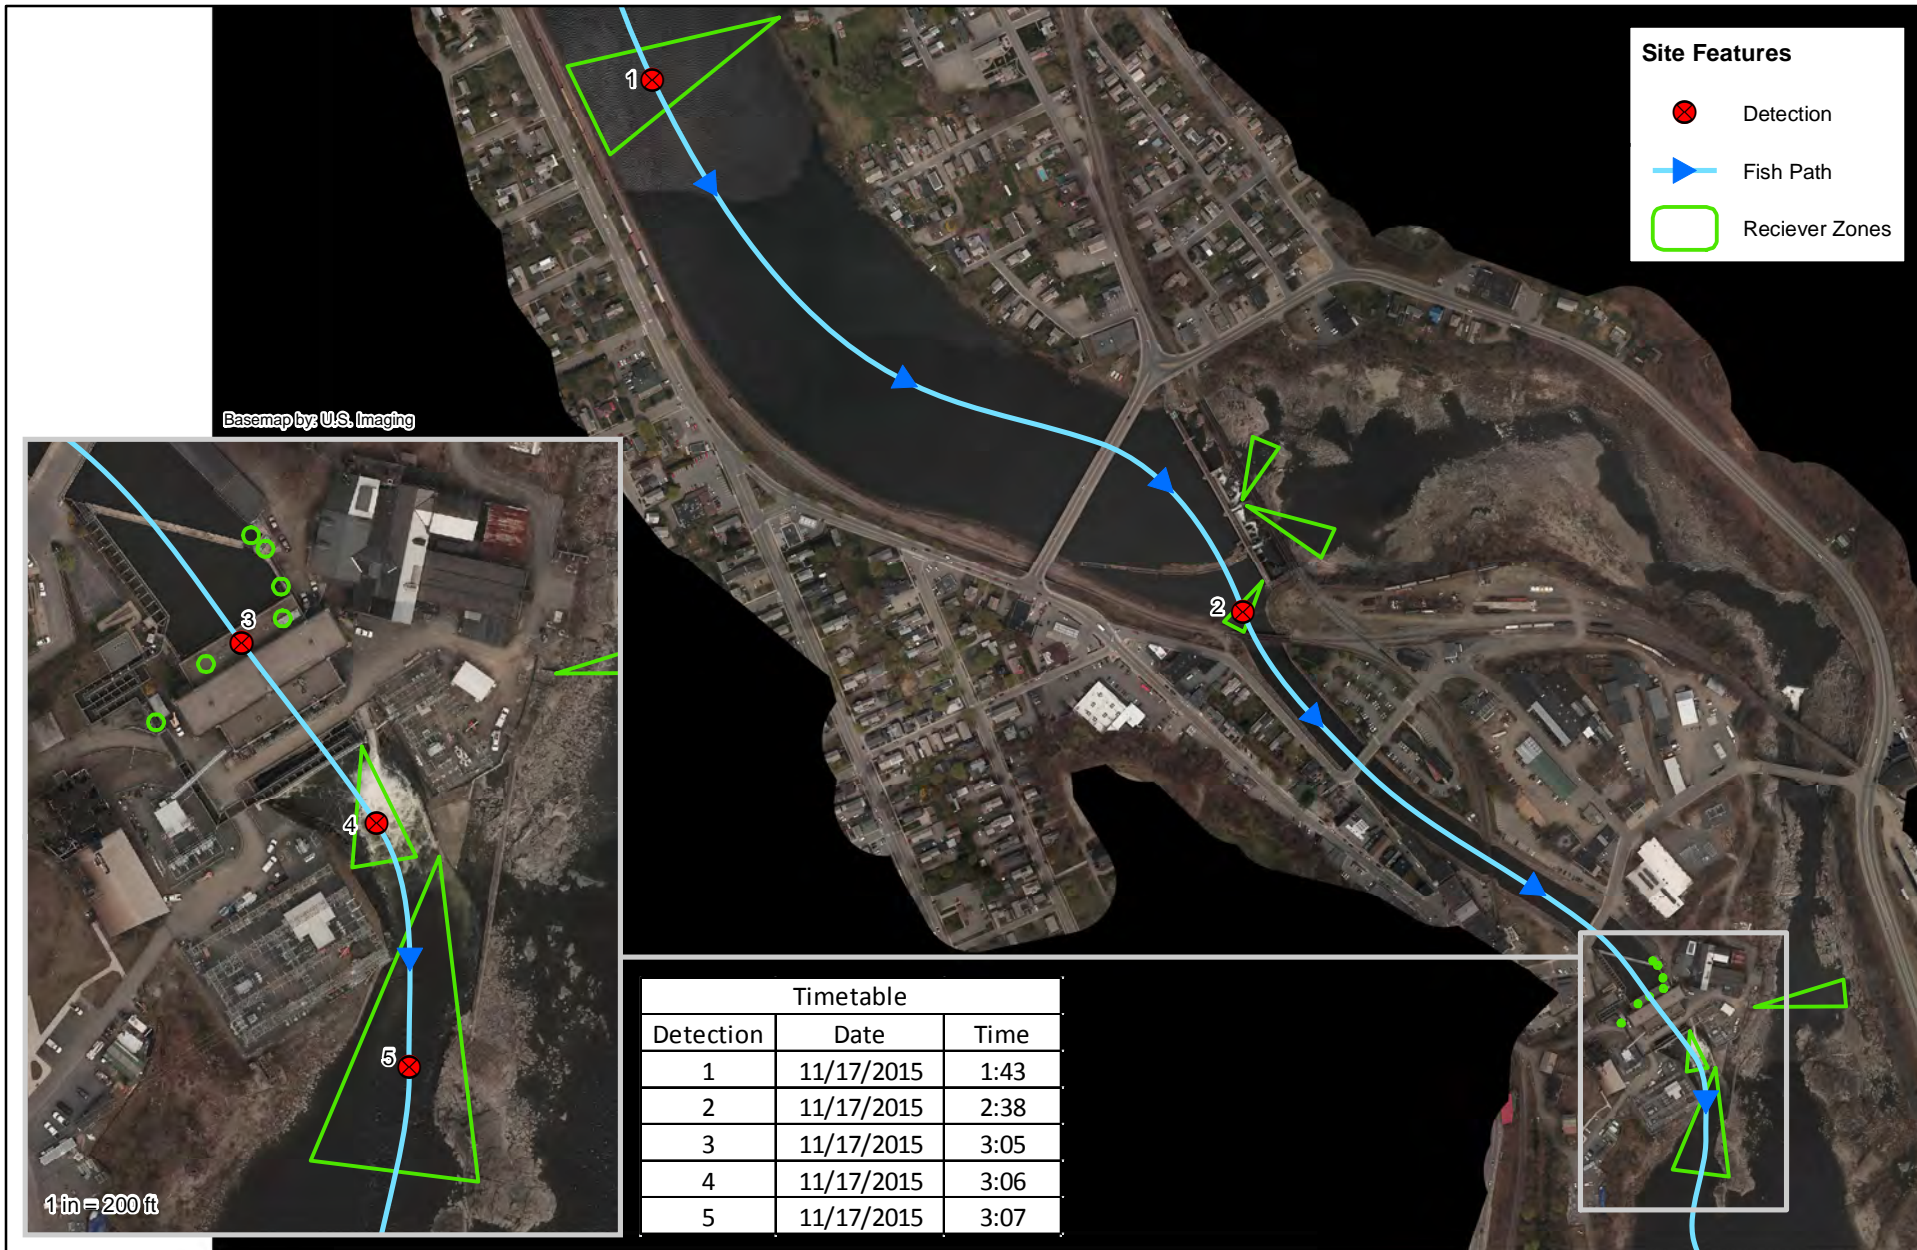 Site Features
Detection
Fish Path
Reciever Zones
1
2
Basemap by: U.S. Imaging
3
4
5
1 in = 200 ft
Timetable
Detection Date Time
1 11/17/2015 1:43
2 11/17/2015 2:38
3 11/17/2015 3:05
4 11/17/2015 3:06
5 11/17/2015 3:07